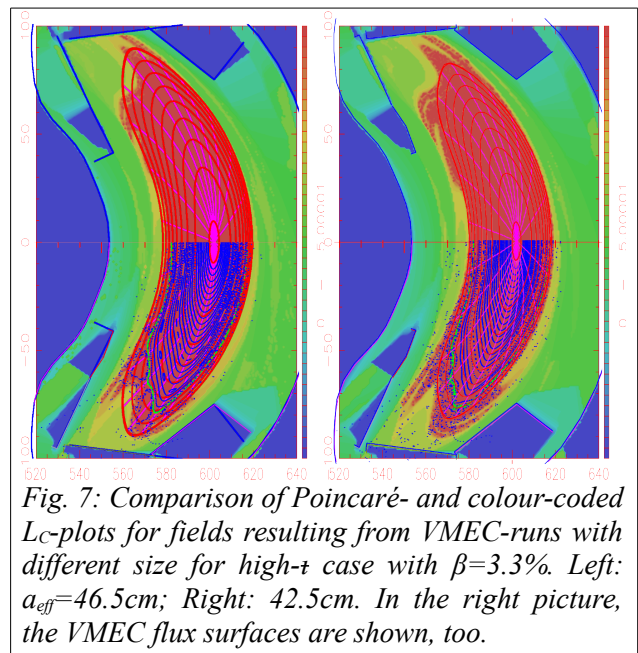 100
50
0
-50
-100
520 540 560 580 600 620 640
520 540 560 580 600 620 640
Fig. 7: Comparison of Poincaré- and colour-coded
LC-plots for fields resulting from VMEC-runs with
different size for high-ɨ case with β=3.3%. Left:
aeff=46.5cm; Right: 42.5cm. In the right picture,
the VMEC flux surfaces are shown, too.